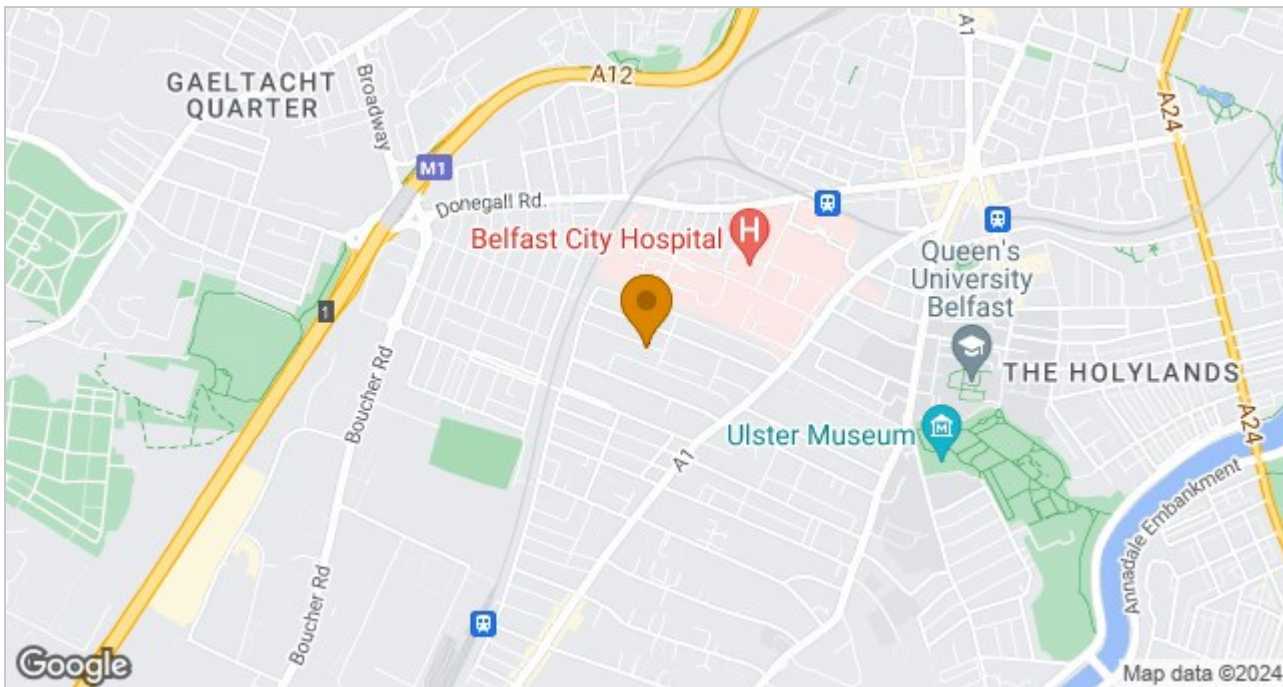 GAELTACHT
QUARTER
Broadway
A12
A1
A24
M1
Donegall Rd.
Belfast City Hospital
H
Queen's
University
Belfast
1
THE HOLYLANDS
Boucher Rd
Ulster Museum
M
A1
A24
Annadale Embankment
Boucher Rd
Google
Map data ©2024